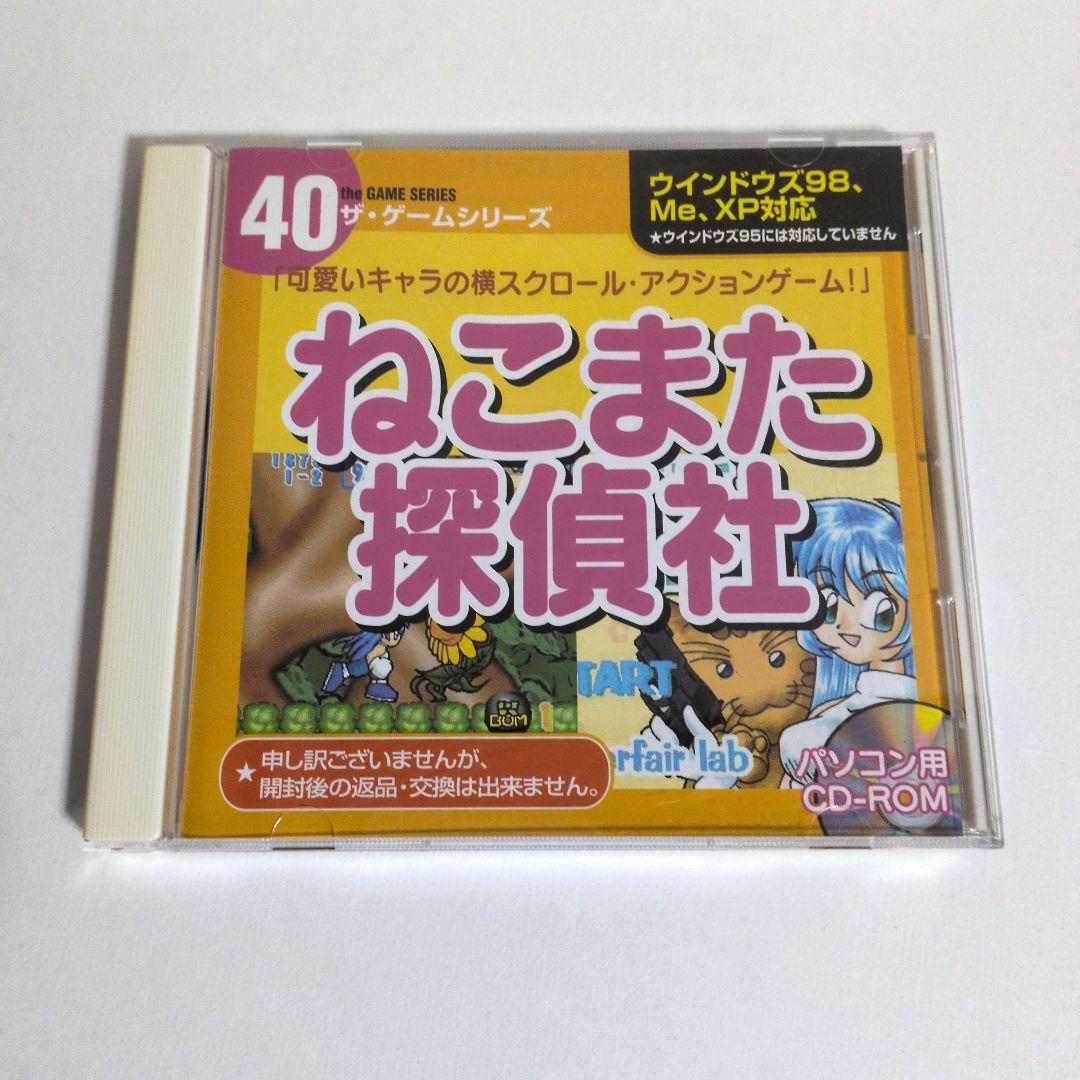 40
the GAME SERIES
ザ・ゲームシリーズ
ウインドウズ98、
Me、XP対応
★ウインドウズ95には対応していません
「可愛いキャラの横スクロール・アクションゲーム!」
ねこまた
探偵社
1-2
BOM 1
TART
erfair lab
★申し訳ございませんが、
開封後の返品・交換は出来ません。
パソコン用
CD-ROM